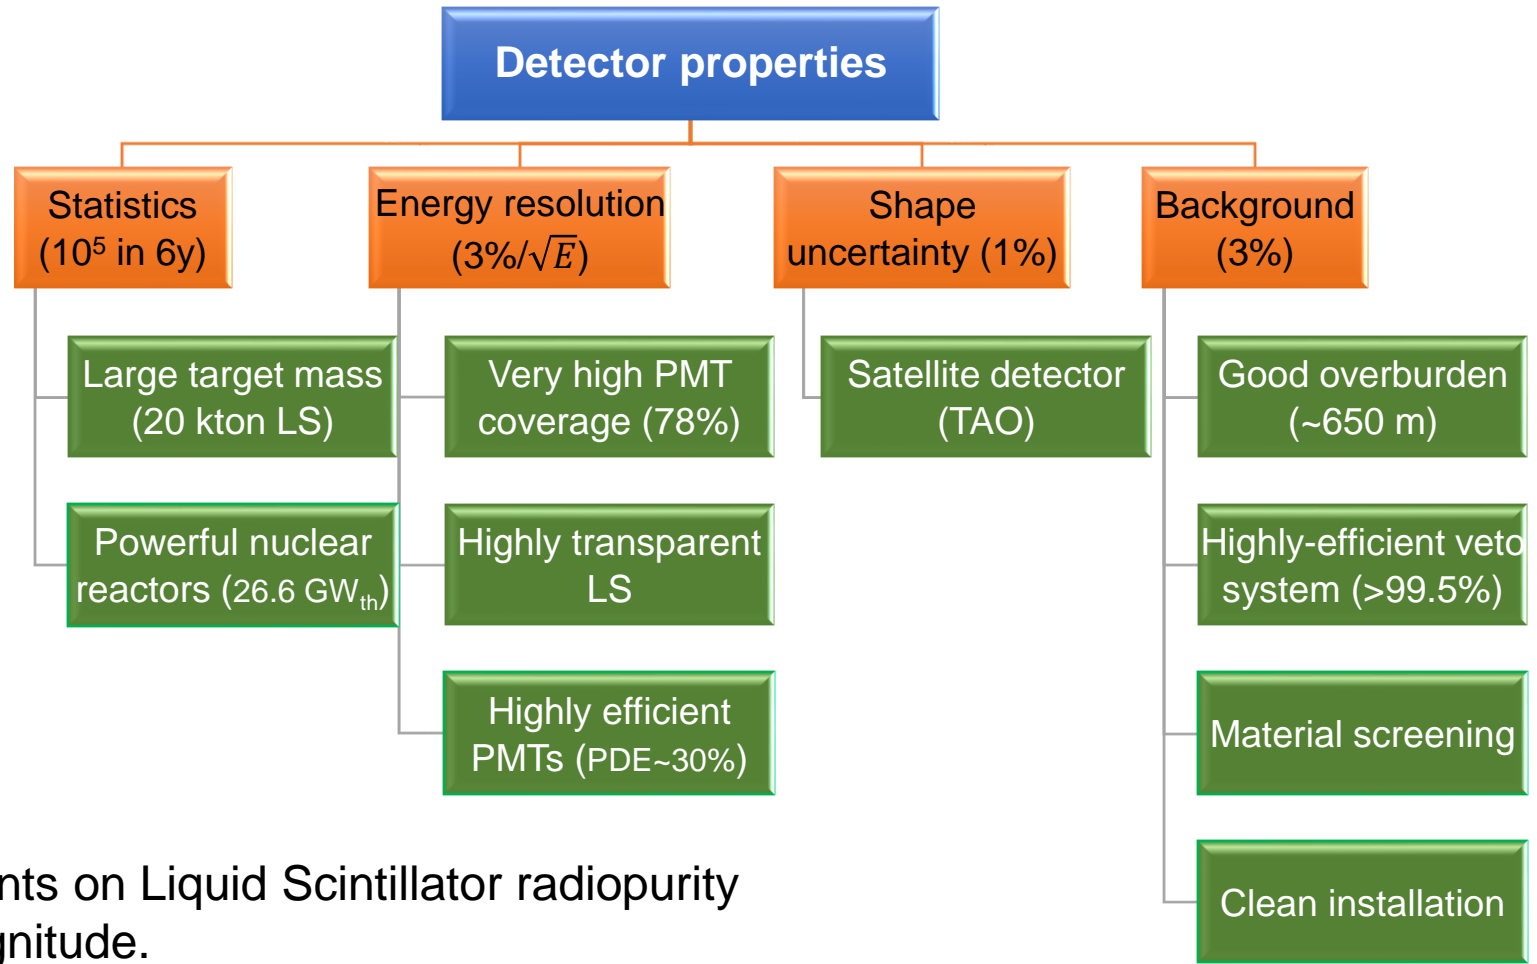 Detector properties
Statistics
(10⁵ in 6y)
Large target mass
(20 kton LS)
Powerful nuclear
reactors (26.6 GWth)
Energy resolution
(3%/√E)
Very high PMT
coverage (78%)
Highly transparent
LS
Highly efficient
PMTs (PDE~30%)
Shape
uncertainty (1%)
Satellite detector
(TAO)
Background
(3%)
Good overburden
(~650 m)
Highly-efficient veto
system (>99.5%)
Material screening
Clean installation
nts on Liquid Scintillator radiopurity
gnitude.